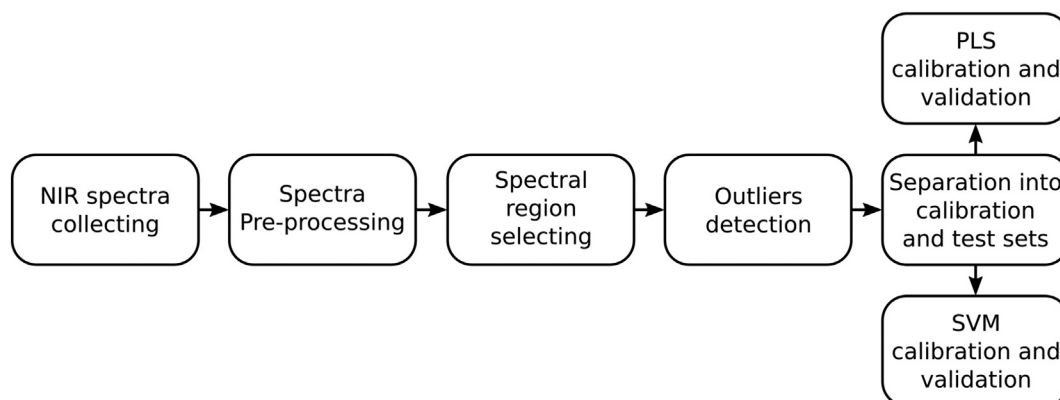 NIR spectra
collecting
Spectra
Pre-processing
Spectral
region
selecting
Outliers
detection
Separation into
calibration
and test sets
PLS
calibration and
validation
SVM
calibration and
validation